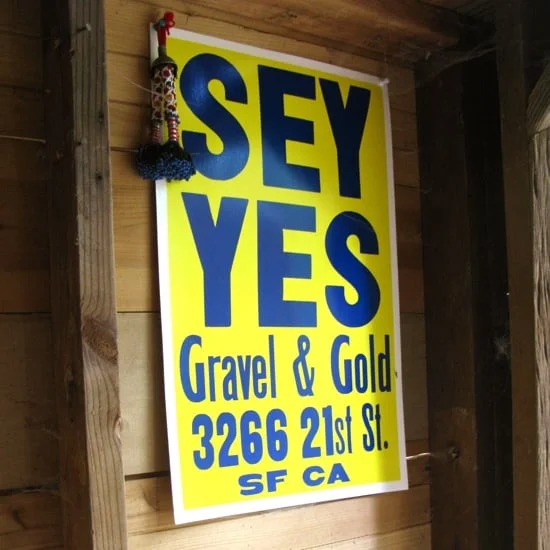 SEY
YES
Gravel & Gold
3266 21st St.
SF CA